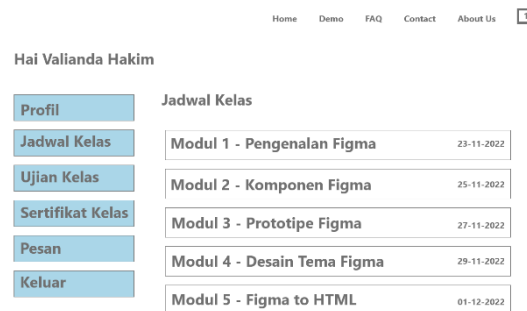 Home Demo FAQ Contact About Us
Hai Valianda Hakim
Profil
Jadwal Kelas
Ujian Kelas
Sertifikat Kelas
Pesan
Keluar
Jadwal Kelas
Modul 1 - Pengenalan Figma 23-11-2022
Modul 2 - Komponen Figma 25-11-2022
Modul 3 - Prototipe Figma 27-11-2022
Modul 4 - Desain Tema Figma 29-11-2022
Modul 5 - Figma to HTML 01-12-2022